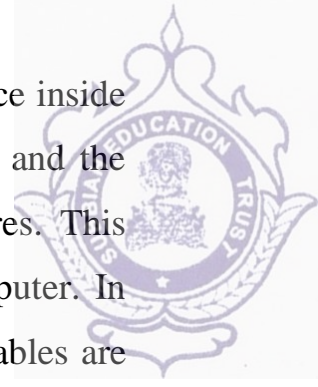 ce inside
and the
res. This
puter. In
ables are
EDUCATION TRUST